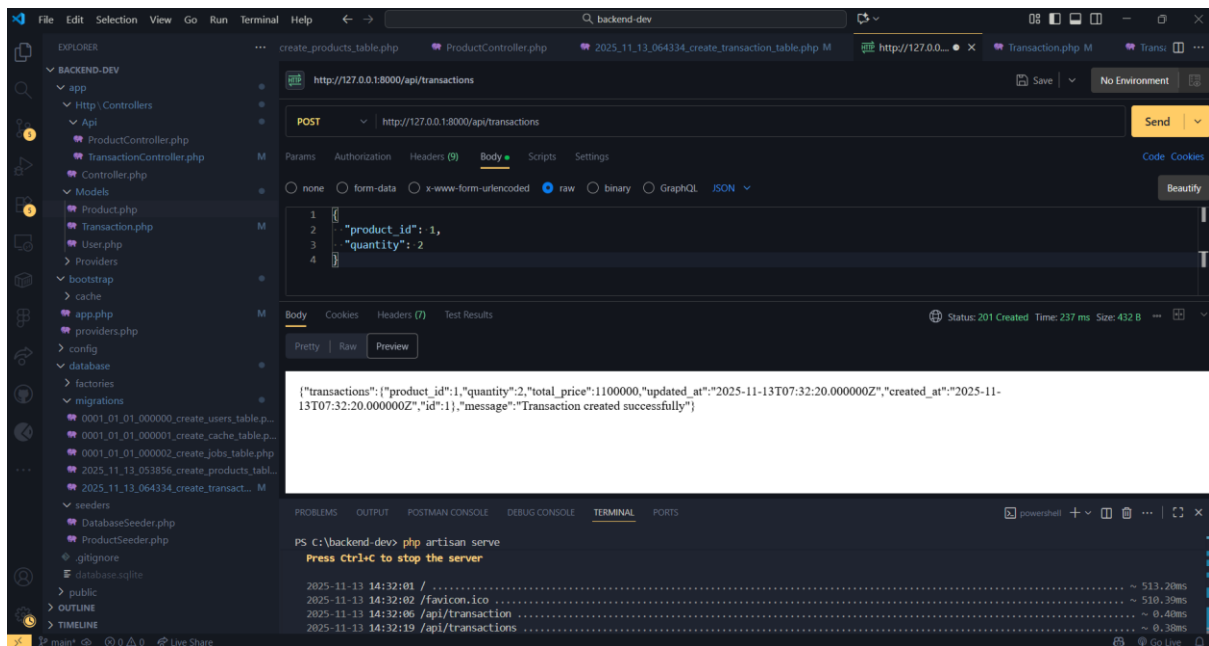 File Edit Selection View Go Run Terminal Help
backend-dev
EXPLORER
create_products_table.php ProductController.php 2025_11_13_064334_create_transaction_table.php M http://127.0.0.... Transaction.php M Trans
BACKEND-DEV
app
Http\Controllers
Api
ProductController.php
TransactionController.php M
Controller.php
Models
Product.php
Transaction.php M
User.php
Providers
bootstrap
cache
app.php M
providers.php
config
database
factories
migrations
0001_01_01_000000_create_users_table.p...
0001_01_01_000001_create_cache_table.p...
0001_01_01_000002_create_jobs_table.php
2025_11_13_053856_create_products_tabl...
2025_11_13_064334_create_transact... M
seeders
DatabaseSeeder.php
ProductSeeder.php
.gitignore
database.sqlite
public
OUTLINE
TIMELINE
5
5
HTTP http://127.0.0.1:8000/api/transactions
Save No Environment
POST http://127.0.0.1:8000/api/transactions Send
Params Authorization Headers (9) Body Scripts Settings Code Cookies
none form-data x-www-form-urlencoded raw binary GraphQL JSON Beautify
1 {
2 "product_id": 1,
3 "quantity": 2
4 }
Body Cookies Headers (7) Test Results Status: 201 Created Time: 237 ms Size: 432 B
Pretty Raw Preview
{"transactions":{"product_id":1,"quantity":2,"total_price":1100000,"updated_at":"2025-11-13T07:32:20.000000Z","created_at":"2025-11-
13T07:32:20.000000Z","id":1},"message":"Transaction created successfully"}
PROBLEMS OUTPUT POSTMAN CONSOLE DEBUG CONSOLE TERMINAL PORTS powershell
PS C:\backend-dev> php artisan serve
Press Ctrl+C to stop the server
2025-11-13 14:32:01 / ........ ~ 513.20ms
2025-11-13 14:32:02 /favicon.ico ........ ~ 510.39ms
2025-11-13 14:32:06 /api/transaction ........ ~ 0.40ms
2025-11-13 14:32:19 /api/transactions ........ ~ 0.38ms
main* 0 0 0 Live Share Go Live